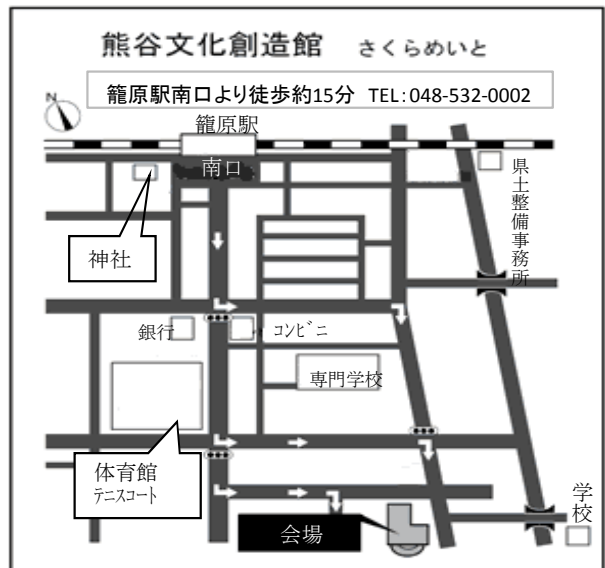 熊谷文化創造館 さくらめいと
籠原駅南口より徒歩約15分 TEL:048-532-0002
N
籠原駅
南口
県土整備事務所
神社
銀行
コンビニ
専門学校
体育館
テニスコート
学校
会場